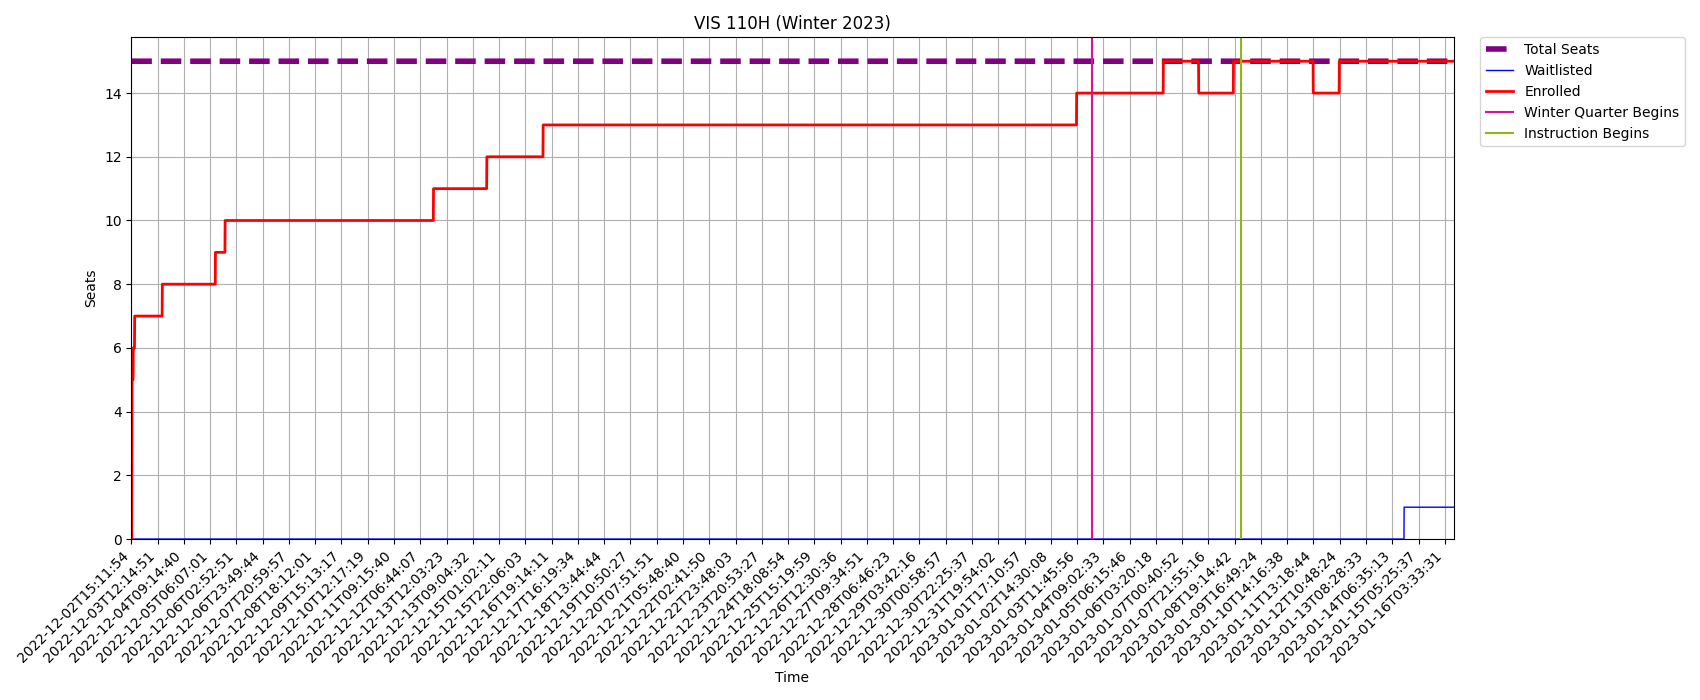 VIS 110H (Winter 2023)
Total Seats
Waitlisted
Enrolled
Winter Quarter Begins
Instruction Begins
Seats
14
12
10
8
6
4
2
0
2022-12-02T15:11:54
2022-12-03T12:14:51
2022-12-04T09:14:40
2022-12-05T06:07:01
2022-12-06T02:52:51
2022-12-06T23:49:44
2022-12-07T20:59:57
2022-12-08T18:12:01
2022-12-09T15:13:17
2022-12-10T12:17:19
2022-12-11T09:15:40
2022-12-12T06:44:07
2022-12-13T12:03:23
2022-12-13T09:04:32
2022-12-15T01:02:11
2022-12-15T22:06:03
2022-12-16T19:14:11
2022-12-17T16:19:34
2022-12-18T13:44:44
2022-12-19T10:50:27
2022-12-20T07:51:51
2022-12-21T05:48:40
2022-12-22T02:41:50
2022-12-22T23:48:03
2022-12-23T20:53:27
2022-12-24T18:08:54
2022-12-25T15:19:59
2022-12-26T12:30:36
2022-12-27T09:34:51
2022-12-28T06:46:23
2022-12-29T03:42:16
2022-12-30T00:58:57
2022-12-30T22:25:37
2022-12-31T19:54:02
2023-01-01T17:10:57
2023-01-02T14:30:08
2023-01-03T11:45:56
2023-01-04T09:02:33
2023-01-05T06:15:46
2023-01-06T03:20:18
2023-01-07T00:40:52
2023-01-07T21:55:16
2023-01-08T19:14:42
2023-01-09T16:49:24
2023-01-10T14:16:38
2023-01-11T13:18:44
2023-01-12T10:48:24
2023-01-13T08:28:33
2023-01-14T06:35:13
2023-01-15T05:25:37
2023-01-16T03:33:31
Time